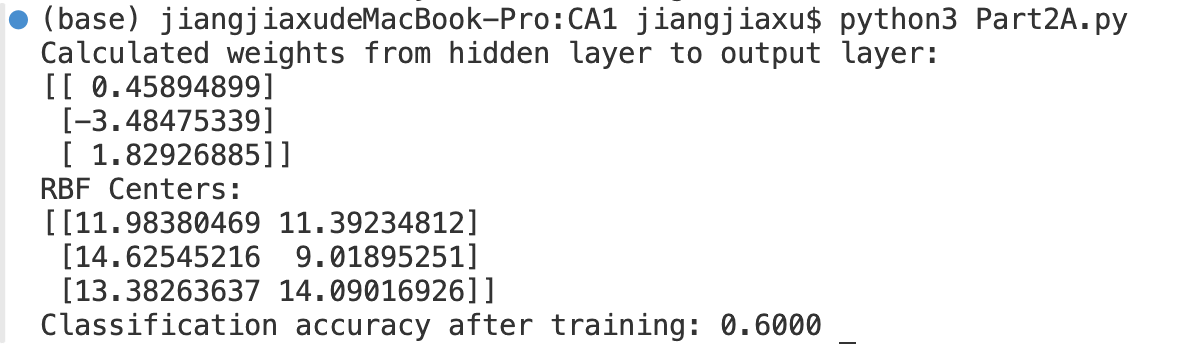 (base) jiangjiaxudeMacBook-Pro:CA1 jiangjiaxu$ python3 Part2A.py
Calculated weights from hidden layer to output layer:
[[ 0.45894899]
 [-3.48475339]
 [ 1.82926885]]
RBF Centers:
[[11.98380469 11.39234812]
 [14.62545216  9.01895251]
 [13.38263637 14.09016926]]
Classification accuracy after training: 0.6000